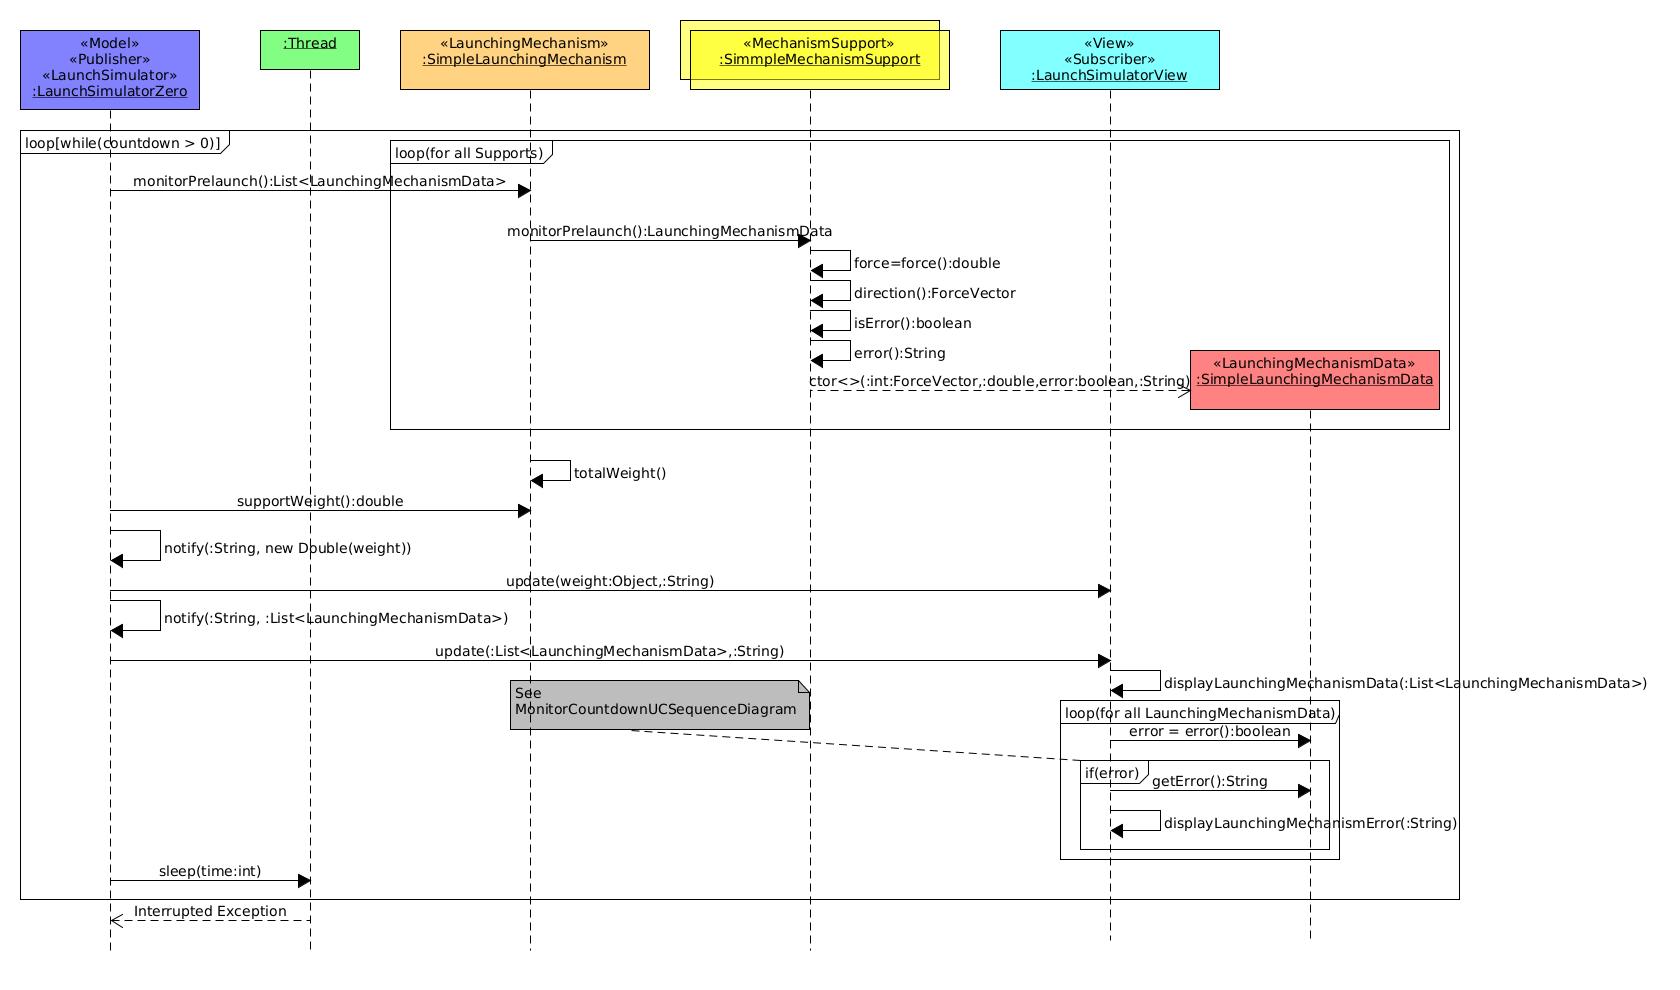 «Model»
«Publisher»
«LaunchSimulator»
:LaunchSimulatorZero
:Thread
«LaunchingMechanism»
:SimpleLaunchingMechanism
«MechanismSupport»
:SimmpleMechanismSupport
«View»
«Subscriber»
:LaunchSimulatorView
loop[while(countdown > 0)]
loop(for all Supports)
monitorPrelaunch():List<LaunchingMechanismData>
monitorPrelaunch():LaunchingMechanismData
force=force():double
direction():ForceVector
isError():boolean
error():String
«LaunchingMechanismData»
:SimpleLaunchingMechanismData
ctor<>(:int:ForceVector,:double,error:boolean,:String)
totalWeight()
supportWeight():double
notify(:String, new Double(weight))
update(weight:Object,:String)
notify(:String, :List<LaunchingMechanismData>)
update(:List<LaunchingMechanismData>,:String)
displayLaunchingMechanismData(:List<LaunchingMechanismData>)
See
MonitorCountdownUCSequenceDiagram
loop(for all LaunchingMechanismData)
error = error():boolean
if(error)
getError():String
displayLaunchingMechanismError(:String)
sleep(time:int)
Interrupted Exception